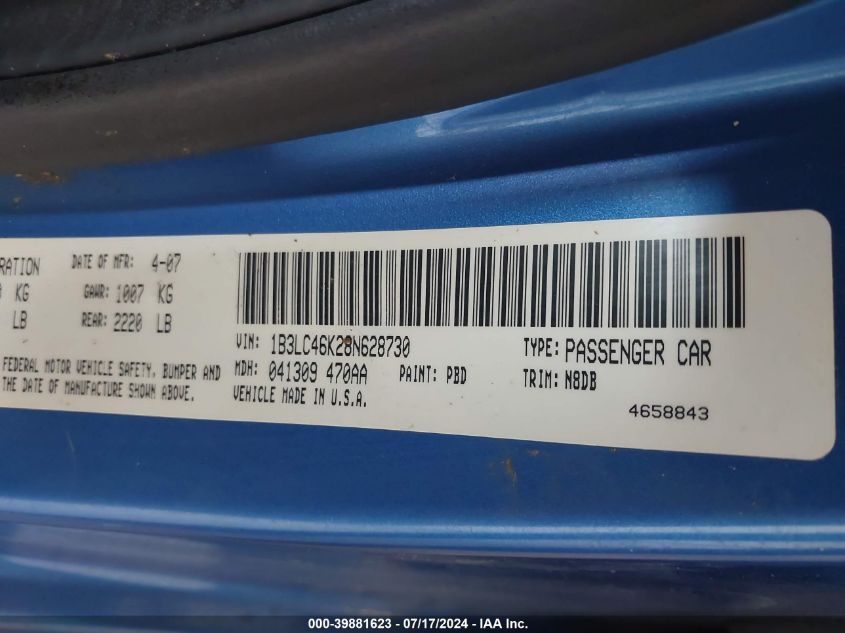 RATION DATE OF MFR: 4-07
KG GAWR: 1007 KG
LB REAR: 2220 LB
FEDERAL MOTOR VEHICLE SAFETY, BUMPER AND
THE DATE OF MANUFACTURE SHOWN ABOVE.
VIN: 1B3LC46K28N628730 TYPE: PASSENGER CAR
MDH: 041309 470AA PAINT: PBD TRIM: N8DB
VEHICLE MADE IN U.S.A. 4658843
000-39881623 - 07/17/2024 - IAA Inc.